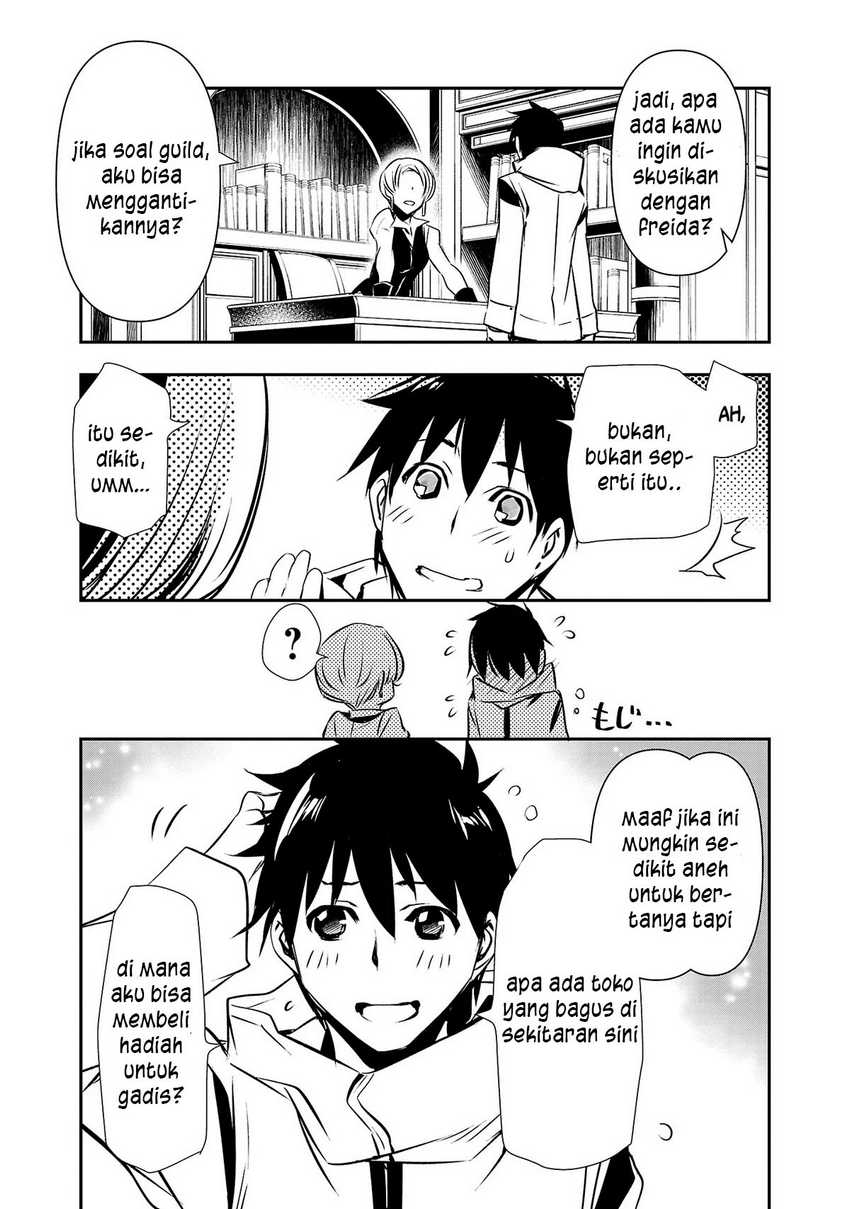 jadi, apa
ada kamu
ingin di-
skusikan
dengan
freida?
jika soal guild,
aku bisa
mengganti-
kannya?
AH,
bukan,
bukan sep-
erti itu..
itu se-
dikit,
umm...
?
もじ...
maaf jika ini
mungkin se-
dikit aneh
untuk ber-
tanya tapi
apa ada toko
yang bagus di
sekitaran sini
di mana
aku bisa
membeli
hadiah
untuk
gadis?